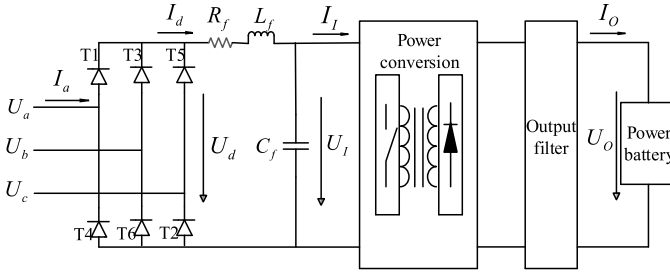 I_d
R_f
L_f
I_I
I_O
T1
T3
T5
Power
conversion
I_a
U_a
U_b
U_d
C_f
U_I
Output
filter
U_O
Power
battery
U_c
T4
T6
T2